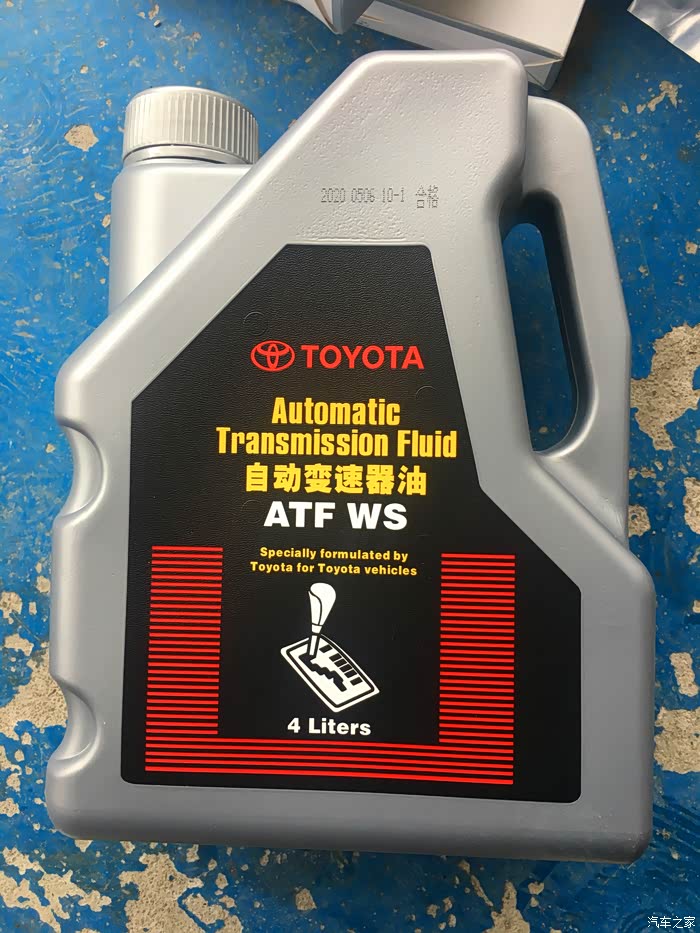 2020 0506 10-1 合格
TOYOTA
Automatic
Transmission Fluid
自动变速器油
ATF WS
Specially formulated by
Toyota for Toyota vehicles
4 Liters
汽车之家